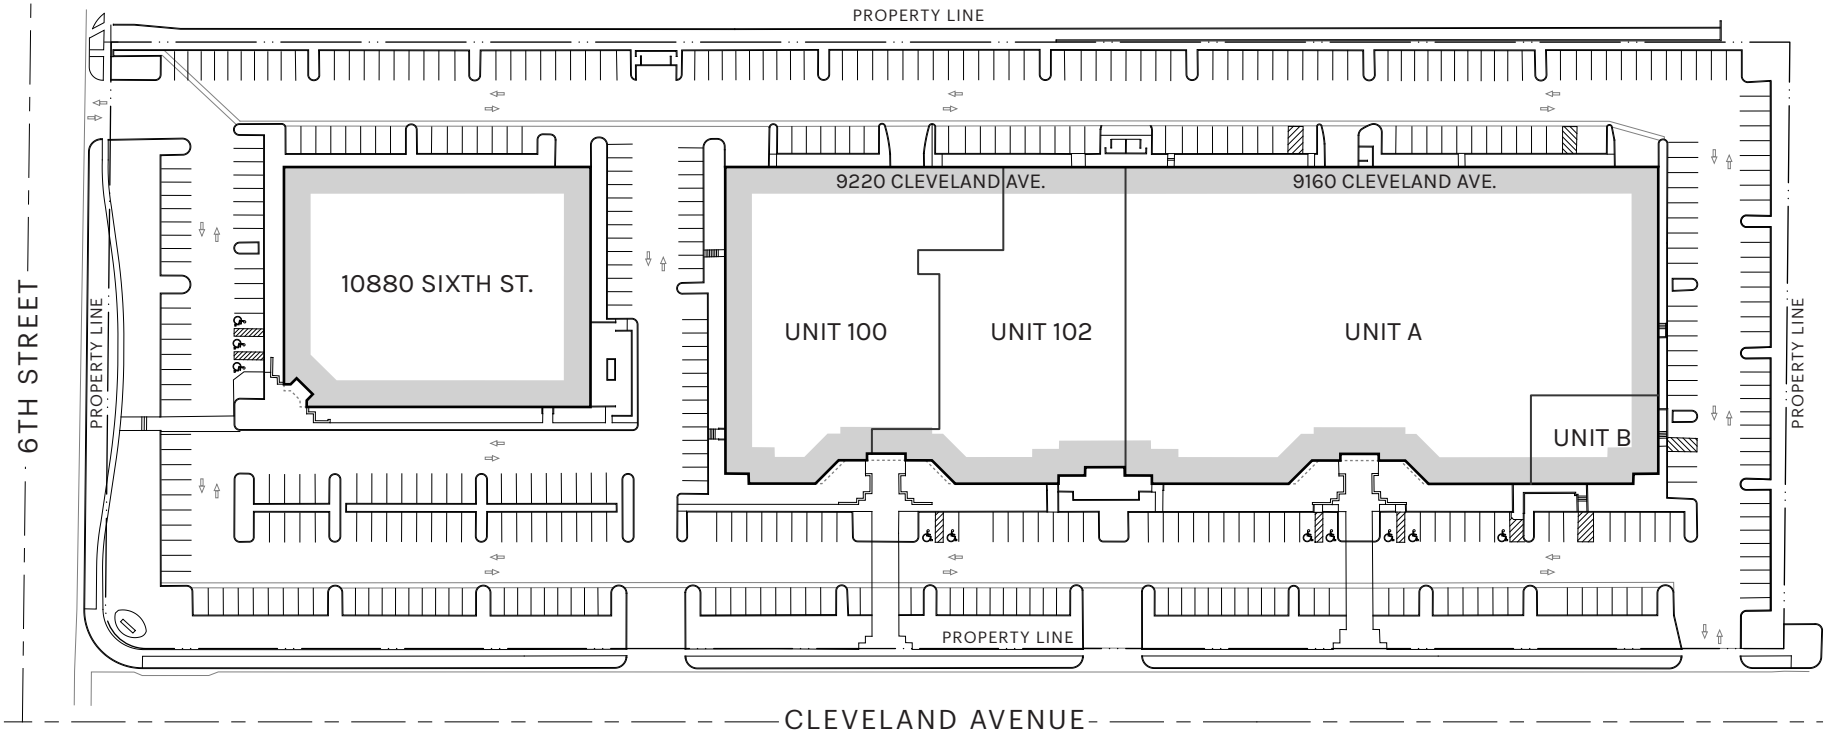 PROPERTY LINE
9220 CLEVELAND AVE.
9160 CLEVELAND AVE.
10880 SIXTH ST.
6TH STREET
PROPERTY LINE
UNIT 100
UNIT 102
UNIT A
PROPERTY LINE
UNIT B
PROPERTY LINE
CLEVELAND AVENUE